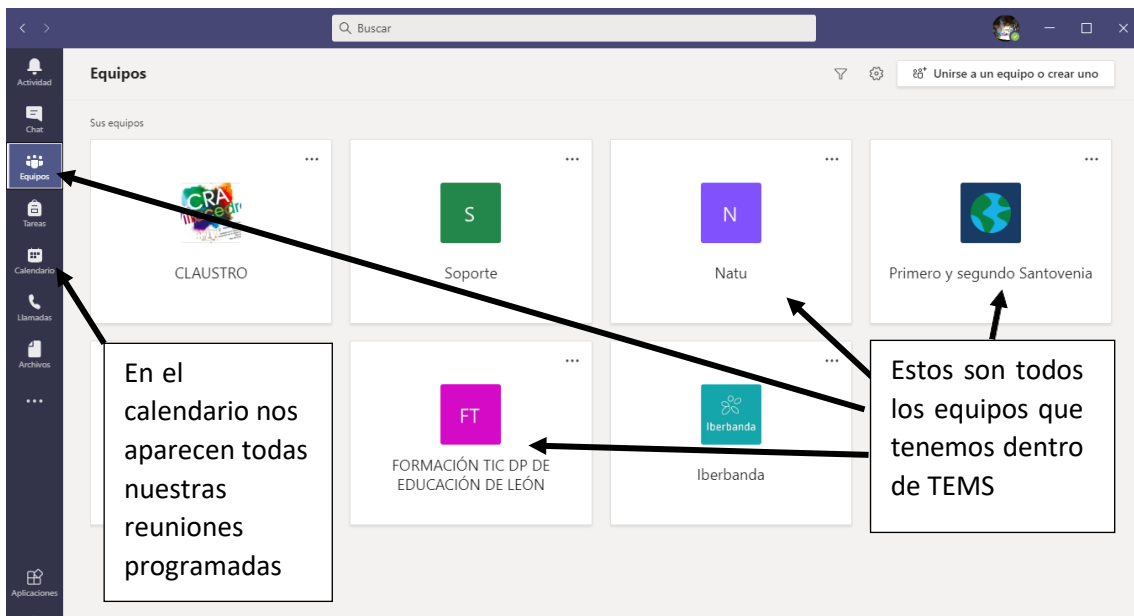 Buscar
Actividad
Chat
Equipos
Tareas
Calendario
Llamadas
Archivos
Aplicaciones
Equipos
Unirse a un equipo o crear uno
Sus equipos
CRA
CLAUSTRO
S
Soporte
N
Natu
Primero y segundo Santovenia
FT
FORMACIÓN TIC DP DE
EDUCACIÓN DE LEÓN
Iberbanda
Iberbanda
En el
calendario nos
aparecen todas
nuestras
reuniones
programadas
Estos son todos
los equipos que
tenemos dentro
de TEMS